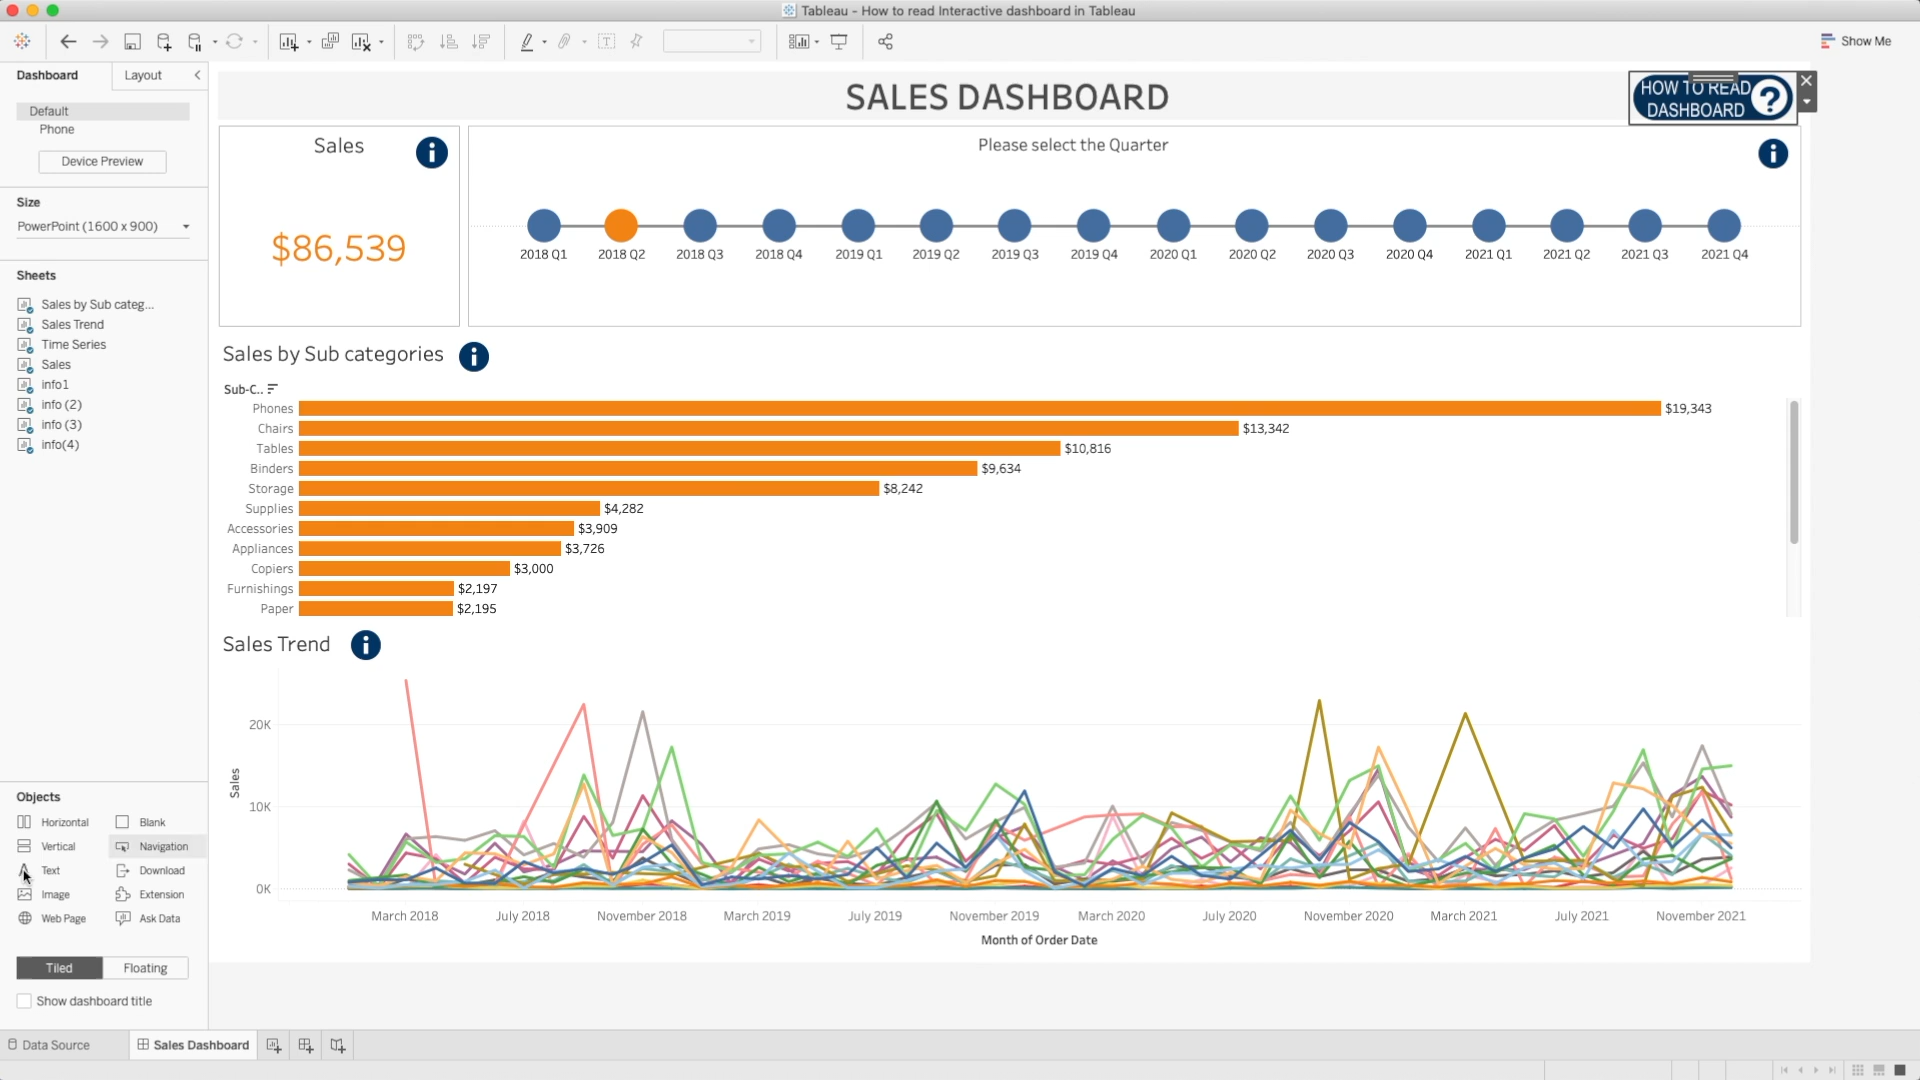 Tableau - How to read Interactive dashboard in Tableau
Show Me
Dashboard
Layout
Default
Phone
Device Preview
Size
PowerPoint (1600 x 900)
Sheets
Sales by Sub categ...
Sales Trend
Time Series
Sales
info1
info (2)
info (3)
info(4)
Objects
Horizontal
Blank
Vertical
Navigation
Text
Download
Image
Extension
Web Page
Ask Data
Tiled
Floating
Show dashboard title
SALES DASHBOARD
HOW TO READ
DASHBOARD
?
Sales
i
$86,539
Please select the Quarter
i
2018 Q1 2018 Q2 2018 Q3 2018 Q4 2019 Q1 2019 Q2 2019 Q3 2019 Q4 2020 Q1 2020 Q2 2020 Q3 2020 Q4 2021 Q1 2021 Q2 2021 Q3 2021 Q4
Sales by Sub categories
i
Sub-C..
Phones $19,343
Chairs $13,342
Tables $10,816
Binders $9,634
Storage $8,242
Supplies $4,282
Accessories $3,909
Appliances $3,726
Copiers $3,000
Furnishings $2,197
Paper $2,195
Sales Trend
i
20K
10K
0K
Sales
March 2018 July 2018 November 2018 March 2019 July 2019 November 2019 March 2020 July 2020 November 2020 March 2021 July 2021 November 2021
Month of Order Date
Data Source
Sales Dashboard